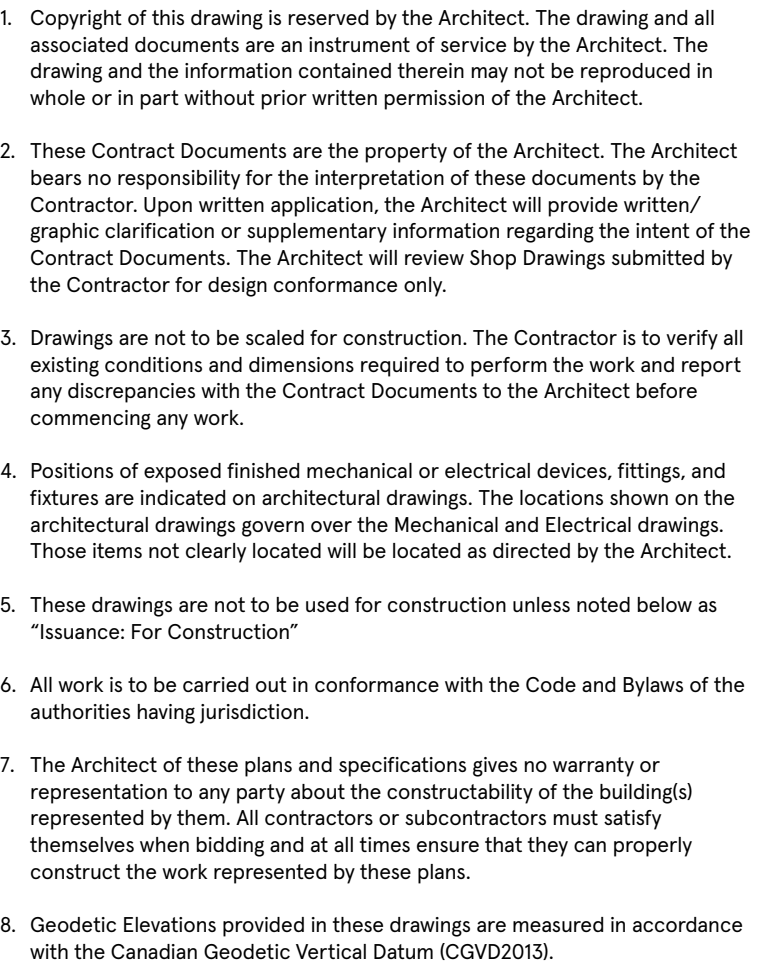 1. Copyright of this drawing is reserved by the Architect. The drawing and all
associated documents are an instrument of service by the Architect. The
drawing and the information contained therein may not be reproduced in
whole or in part without prior written permission of the Architect.
2. These Contract Documents are the property of the Architect. The Architect
bears no responsibility for the interpretation of these documents by the
Contractor. Upon written application, the Architect will provide written/
graphic clarification or supplementary information regarding the intent of the
Contract Documents. The Architect will review Shop Drawings submitted by
the Contractor for design conformance only.
3. Drawings are not to be scaled for construction. The Contractor is to verify all
existing conditions and dimensions required to perform the work and report
any discrepancies with the Contract Documents to the Architect before
commencing any work.
4. Positions of exposed finished mechanical or electrical devices, fittings, and
fixtures are indicated on architectural drawings. The locations shown on the
architectural drawings govern over the Mechanical and Electrical drawings.
Those items not clearly located will be located as directed by the Architect.
5. These drawings are not to be used for construction unless noted below as
“Issuance: For Construction”
6. All work is to be carried out in conformance with the Code and Bylaws of the
authorities having jurisdiction.
7. The Architect of these plans and specifications gives no warranty or
representation to any party about the constructability of the building(s)
represented by them. All contractors or subcontractors must satisfy
themselves when bidding and at all times ensure that they can properly
construct the work represented by these plans.
8. Geodetic Elevations provided in these drawings are measured in accordance
with the Canadian Geodetic Vertical Datum (CGVD2013).